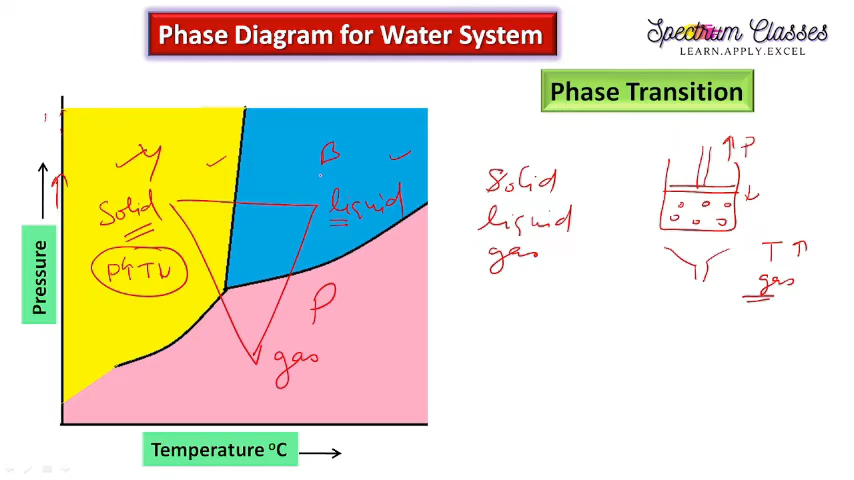 Phase Diagram for Water System
Spectrum Classes
LEARN.APPLY.EXCEL
Phase Transition
Y
B
Solid
liquid
P↑T↓
P
gas
Pressure
Temperature ⁰C
Solid
liquid
gas
↑P
T↑
gas